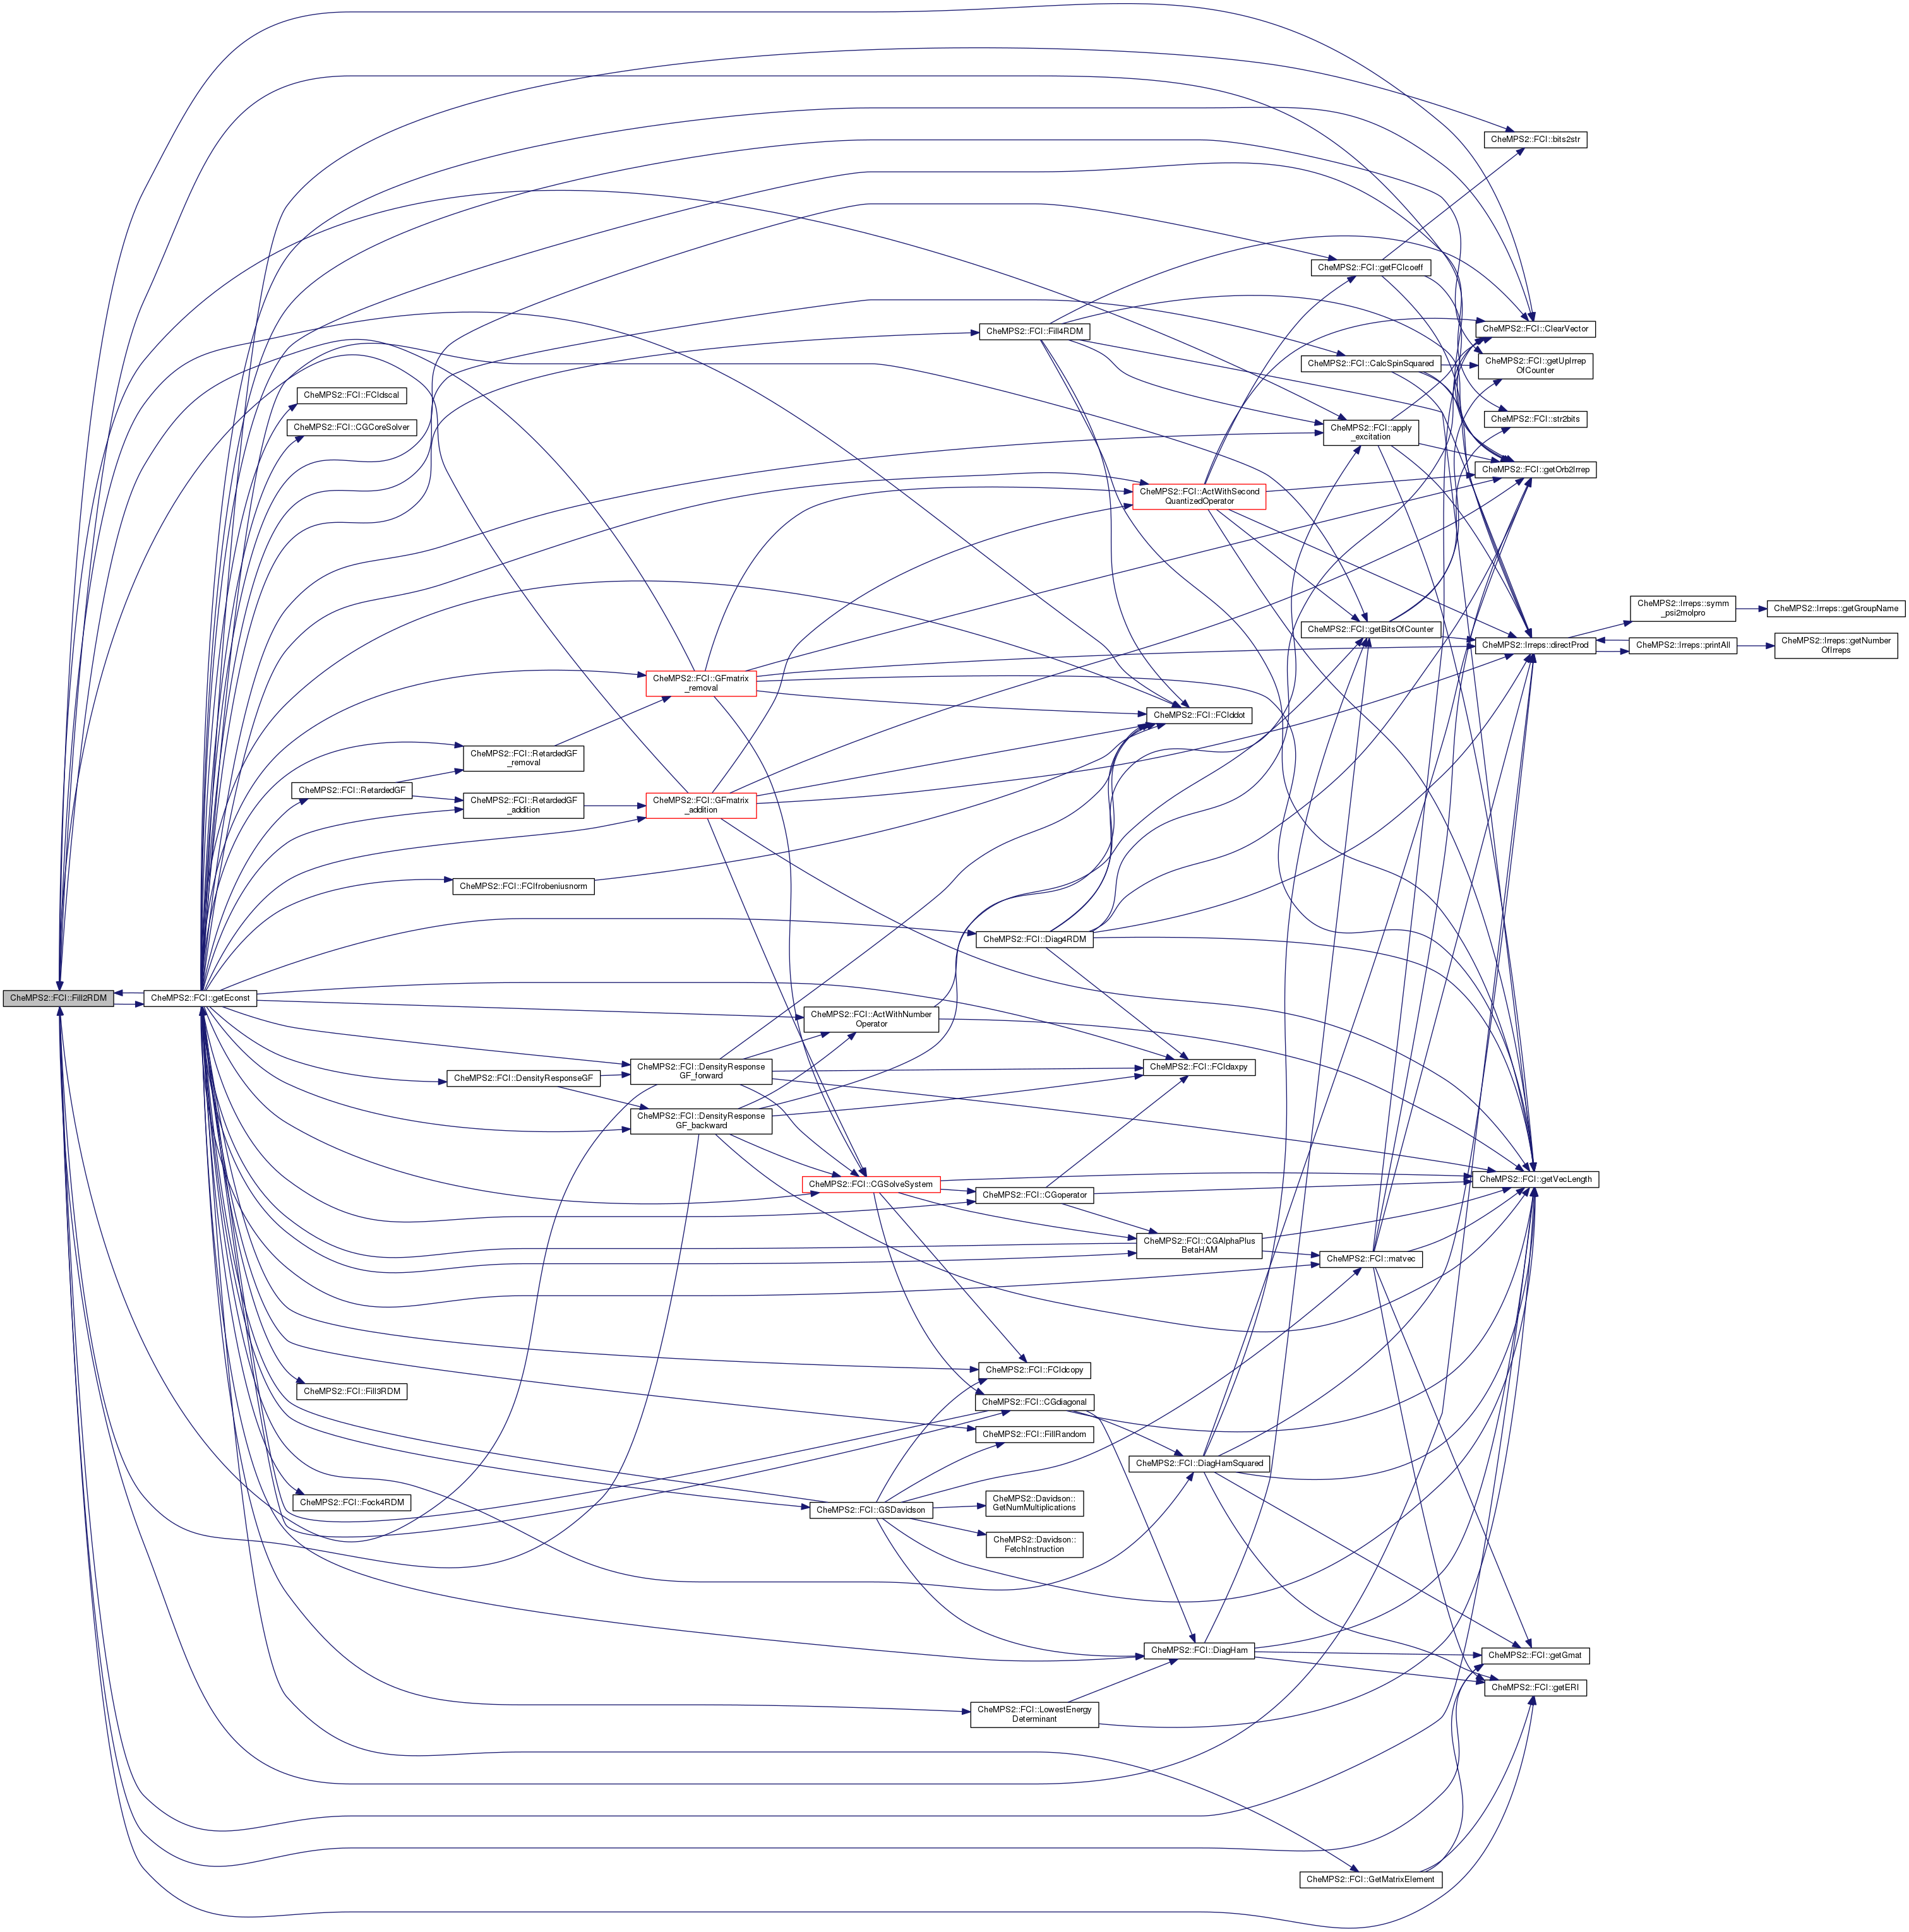 CheMPS2::FCI::bits2str
CheMPS2::FCI::getFCIcoeff
CheMPS2::FCI::Fill4RDM
CheMPS2::FCI::ClearVector
CheMPS2::FCI::CalcSpinSquared
CheMPS2::FCI::getUpIrrep
OfCounter
CheMPS2::FCI::FCIdscal
CheMPS2::FCI::CGCoreSolver
CheMPS2::FCI::str2bits
CheMPS2::FCI::apply
_excitation
CheMPS2::FCI::getOrb2Irrep
CheMPS2::FCI::ActWithSecond
QuantizedOperator
CheMPS2::Irreps::symm
_psi2molpro
CheMPS2::Irreps::getGroupName
CheMPS2::FCI::getBitsOfCounter
CheMPS2::Irreps::directProd
CheMPS2::Irreps::printAll
CheMPS2::Irreps::getNumber
OfIrreps
CheMPS2::FCI::GFmatrix
_removal
CheMPS2::FCI::FCIddot
CheMPS2::FCI::RetardedGF
_removal
CheMPS2::FCI::RetardedGF
CheMPS2::FCI::RetardedGF
_addition
CheMPS2::FCI::GFmatrix
_addition
CheMPS2::FCI::FCIfrobeniusnorm
CheMPS2::FCI::Diag4RDM
CheMPS2::FCI::Fill2RDM
CheMPS2::FCI::getEconst
CheMPS2::FCI::ActWithNumber
Operator
CheMPS2::FCI::DensityResponseGF
CheMPS2::FCI::DensityResponse
GF_forward
CheMPS2::FCI::FCIdaxpy
CheMPS2::FCI::DensityResponse
GF_backward
CheMPS2::FCI::CGSolveSystem
CheMPS2::FCI::CGoperator
CheMPS2::FCI::getVecLength
CheMPS2::FCI::CGAlphaPlus
BetaHAM
CheMPS2::FCI::matvec
CheMPS2::FCI::FCIdcopy
CheMPS2::FCI::Fill3RDM
CheMPS2::FCI::CGdiagonal
CheMPS2::FCI::FillRandom
CheMPS2::FCI::DiagHamSquared
CheMPS2::FCI::Fock4RDM
CheMPS2::FCI::GSDavidson
CheMPS2::Davidson::
GetNumMultiplications
CheMPS2::Davidson::
FetchInstruction
CheMPS2::FCI::DiagHam
CheMPS2::FCI::getGmat
CheMPS2::FCI::getERI
CheMPS2::FCI::LowestEnergy
Determinant
CheMPS2::FCI::GetMatrixElement